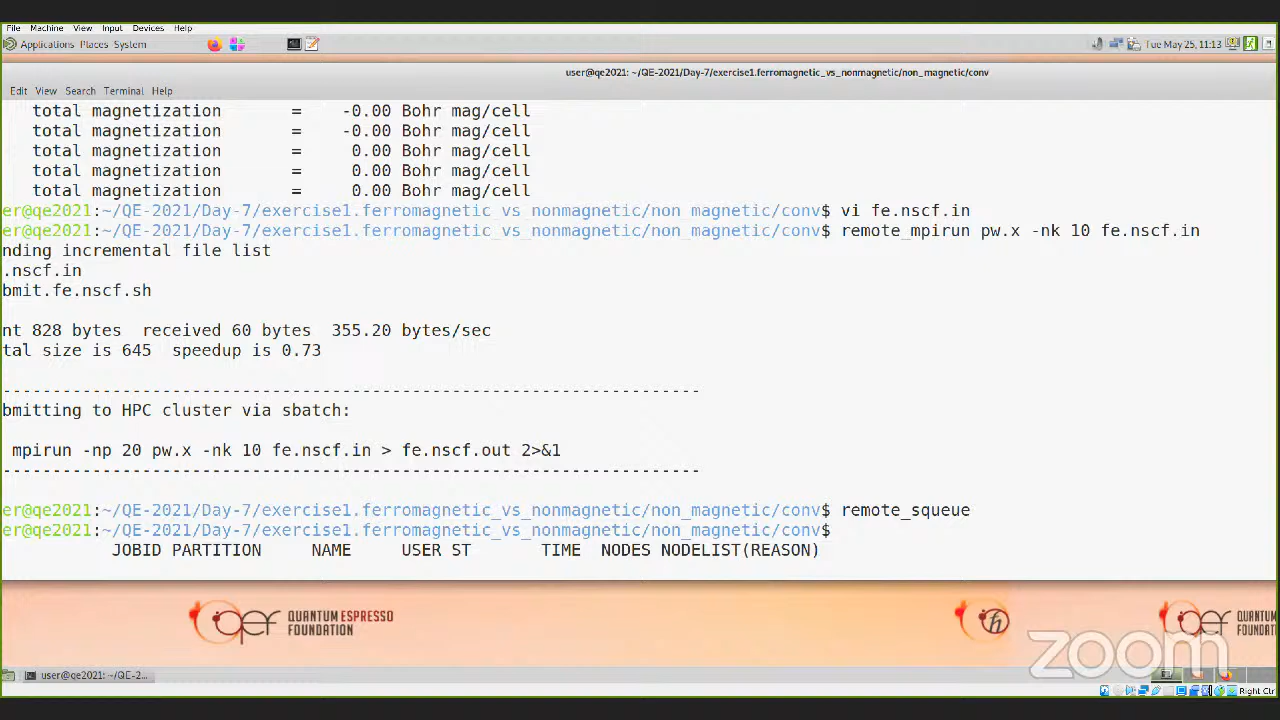 File Machine View Input Devices Help
Applications Places System Tue May 25, 11:13
user@qe2021: ~/QE-2021/Day-7/exercise1.ferromagnetic_vs_nonmagnetic/non_magnetic/conv
Edit View Search Terminal Help
total magnetization = -0.00 Bohr mag/cell
total magnetization = -0.00 Bohr mag/cell
total magnetization = 0.00 Bohr mag/cell
total magnetization = 0.00 Bohr mag/cell
total magnetization = 0.00 Bohr mag/cell
er@qe2021:~/QE-2021/Day-7/exercise1.ferromagnetic_vs_nonmagnetic/non_magnetic/conv$ vi fe.nscf.in
er@qe2021:~/QE-2021/Day-7/exercise1.ferromagnetic_vs_nonmagnetic/non_magnetic/conv$ remote_mpirun pw.x -nk 10 fe.nscf.in
nding incremental file list
.nscf.in
bmit.fe.nscf.sh
nt 828 bytes received 60 bytes 355.20 bytes/sec
tal size is 645 speedup is 0.73
----------------------------------------------------------------------
bmitting to HPC cluster via sbatch:
mpirun -np 20 pw.x -nk 10 fe.nscf.in > fe.nscf.out 2>&1
----------------------------------------------------------------------
er@qe2021:~/QE-2021/Day-7/exercise1.ferromagnetic_vs_nonmagnetic/non_magnetic/conv$ remote_squeue
er@qe2021:~/QE-2021/Day-7/exercise1.ferromagnetic_vs_nonmagnetic/non_magnetic/conv$
JOBID PARTITION NAME USER ST TIME NODES NODELIST(REASON)
QUANTUM ESPRESSO
FOUNDATION
QUANTUM
FOUNDAT
zoom
user@qe2021: ~/QE-2...
Right Ctrl